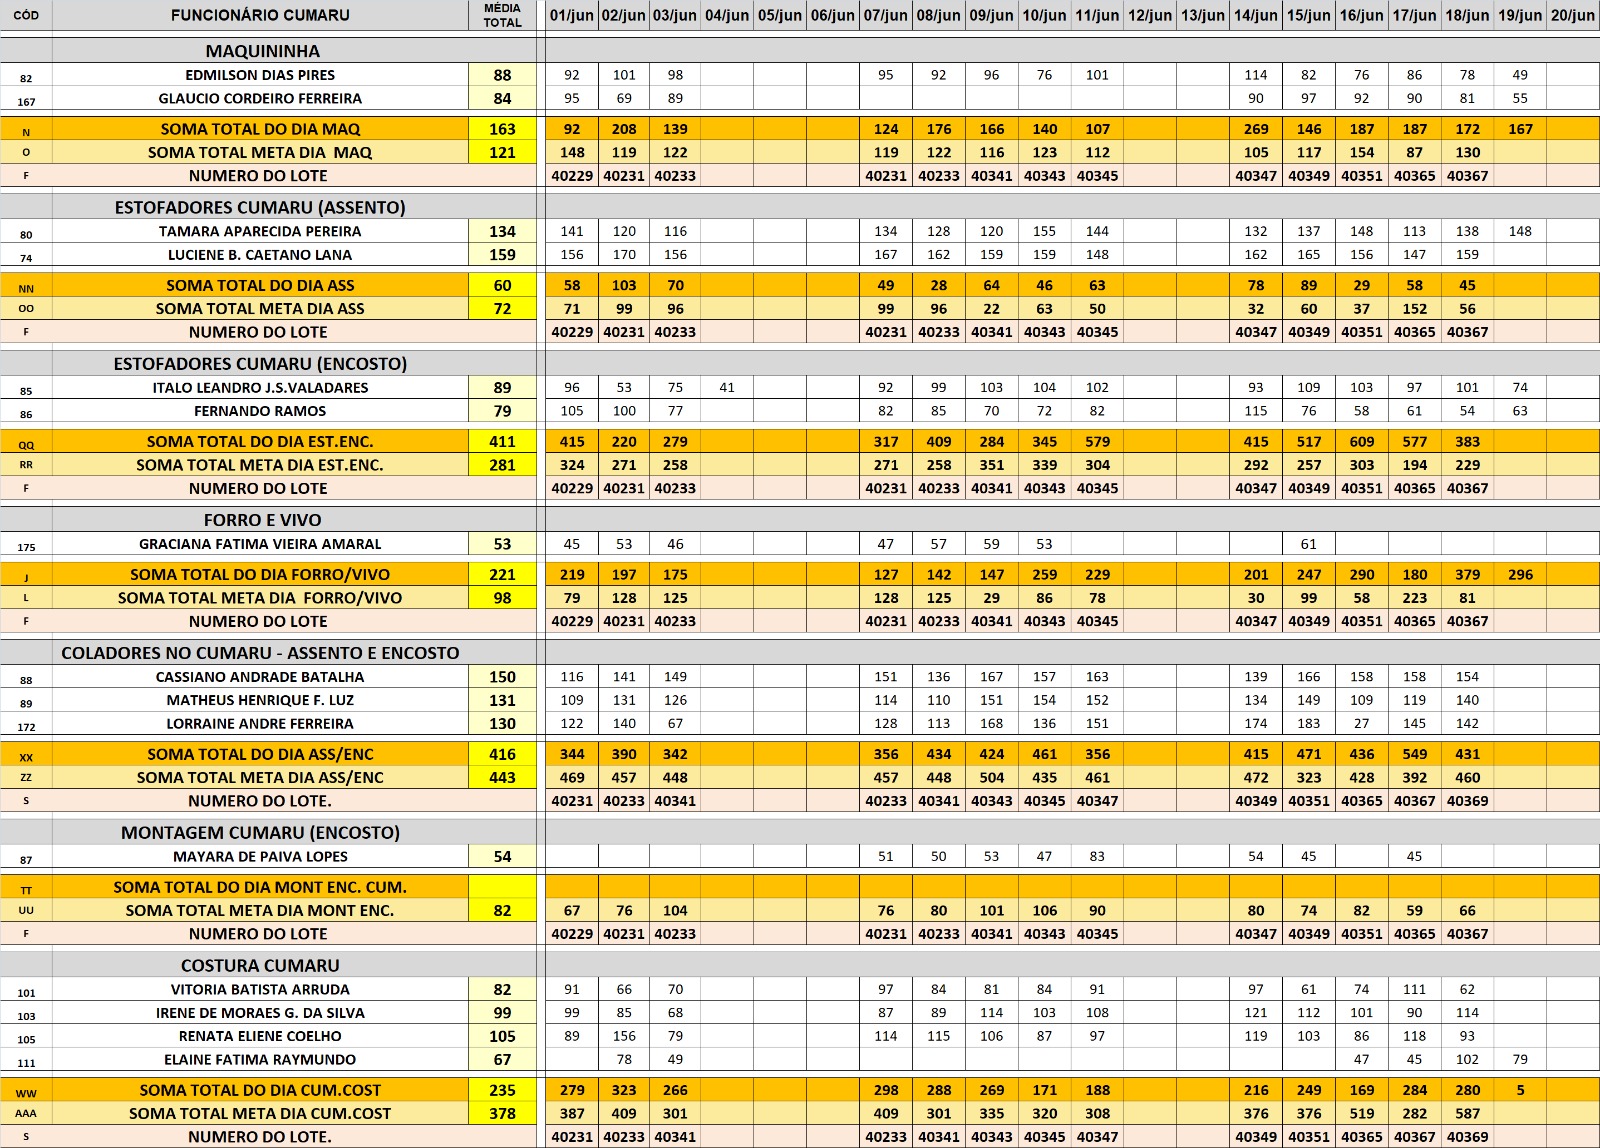 CÓD FUNCIONÁRIO CUMARU MÉDIA TOTAL 01/jun 02/jun 03/jun 04/jun 05/jun 06/jun 07/jun 08/jun 09/jun 10/jun 11/jun 12/jun 13/jun 14/jun 15/jun 16/jun 17/jun 18/jun 19/jun 20/jun
MAQUININHA
82 EDMILSON DIAS PIRES 88 92 101 98 95 92 96 76 101 114 82 76 86 78 49
167 GLAUCIO CORDEIRO FERREIRA 84 95 69 89 90 97 92 90 81 55
N SOMA TOTAL DO DIA MAQ 163 92 208 139 124 176 166 140 107 269 146 187 187 172 167
O SOMA TOTAL META DIA MAQ 121 148 119 122 119 122 116 123 112 105 117 154 87 130
F NUMERO DO LOTE 40229 40231 40233 40231 40233 40341 40343 40345 40347 40349 40351 40365 40367
ESTOFADORES CUMARU (ASSENTO)
80 TAMARA APARECIDA PEREIRA 134 141 120 116 134 128 120 155 144 132 137 148 113 138 148
74 LUCIENE B. CAETANO LANA 159 156 170 156 167 162 159 159 148 162 165 156 147 159
NN SOMA TOTAL DO DIA ASS 60 58 103 70 49 28 64 46 63 78 89 29 58 45
OO SOMA TOTAL META DIA ASS 72 71 99 96 99 96 22 63 50 32 60 37 152 56
F NUMERO DO LOTE 40229 40231 40233 40231 40233 40341 40343 40345 40347 40349 40351 40365 40367
ESTOFADORES CUMARU (ENCOSTO)
85 ITALO LEANDRO J.S.VALADARES 89 96 53 75 41 92 99 103 104 102 93 109 103 97 101 74
86 FERNANDO RAMOS 79 105 100 77 82 85 70 72 82 115 76 58 61 54 63
QQ SOMA TOTAL DO DIA EST.ENC. 411 415 220 279 317 409 284 345 579 415 517 609 577 383
RR SOMA TOTAL META DIA EST.ENC. 281 324 271 258 271 258 351 339 304 292 257 303 194 229
F NUMERO DO LOTE 40229 40231 40233 40231 40233 40341 40343 40345 40347 40349 40351 40365 40367
FORRO E VIVO
175 GRACIANA FATIMA VIEIRA AMARAL 53 45 53 46 47 57 59 53 61
J SOMA TOTAL DO DIA FORRO/VIVO 221 219 197 175 127 142 147 259 229 201 247 290 180 379 296
L SOMA TOTAL META DIA FORRO/VIVO 98 79 128 125 128 125 29 86 78 30 99 58 223 81
F NUMERO DO LOTE 40229 40231 40233 40231 40233 40341 40343 40345 40347 40349 40351 40365 40367
COLADORES NO CUMARU - ASSENTO E ENCOSTO
88 CASSIANO ANDRADE BATALHA 150 116 141 149 151 136 167 157 163 139 166 158 158 154
89 MATHEUS HENRIQUE F. LUZ 131 109 131 126 114 110 151 154 152 134 149 109 119 140
172 LORRAINE ANDRE FERREIRA 130 122 140 67 128 113 168 136 151 174 183 27 145 142
XX SOMA TOTAL DO DIA ASS/ENC 416 344 390 342 356 434 424 461 356 415 471 436 549 431
ZZ SOMA TOTAL META DIA ASS/ENC 443 469 457 448 457 448 504 435 461 472 323 428 392 460
S NUMERO DO LOTE. 40231 40233 40341 40233 40341 40343 40345 40347 40349 40351 40365 40367 40369
MONTAGEM CUMARU (ENCOSTO)
87 MAYARA DE PAIVA LOPES 54 51 50 53 47 83 54 45 45
TT SOMA TOTAL DO DIA MONT ENC. CUM.
UU SOMA TOTAL META DIA MONT ENC. 82 67 76 104 76 80 101 106 90 80 74 82 59 66
F NUMERO DO LOTE 40229 40231 40233 40231 40233 40341 40343 40345 40347 40349 40351 40365 40367
COSTURA CUMARU
101 VITORIA BATISTA ARRUDA 82 91 66 70 97 84 81 84 91 97 61 74 111 62
103 IRENE DE MORAES G. DA SILVA 99 99 85 68 87 89 114 103 108 121 112 101 90 114
105 RENATA ELIENE COELHO 105 89 156 79 114 115 106 87 97 119 103 86 118 93
111 ELAINE FATIMA RAYMUNDO 67 78 49 47 45 102 79
WW SOMA TOTAL DO DIA CUM.COST 235 279 323 266 298 288 269 171 188 216 249 169 284 280 5
AAA SOMA TOTAL META DIA CUM.COST 378 387 409 301 409 301 335 320 308 376 376 519 282 587
S NUMERO DO LOTE. 40231 40233 40341 40233 40341 40343 40345 40347 40349 40351 40365 40367 40369